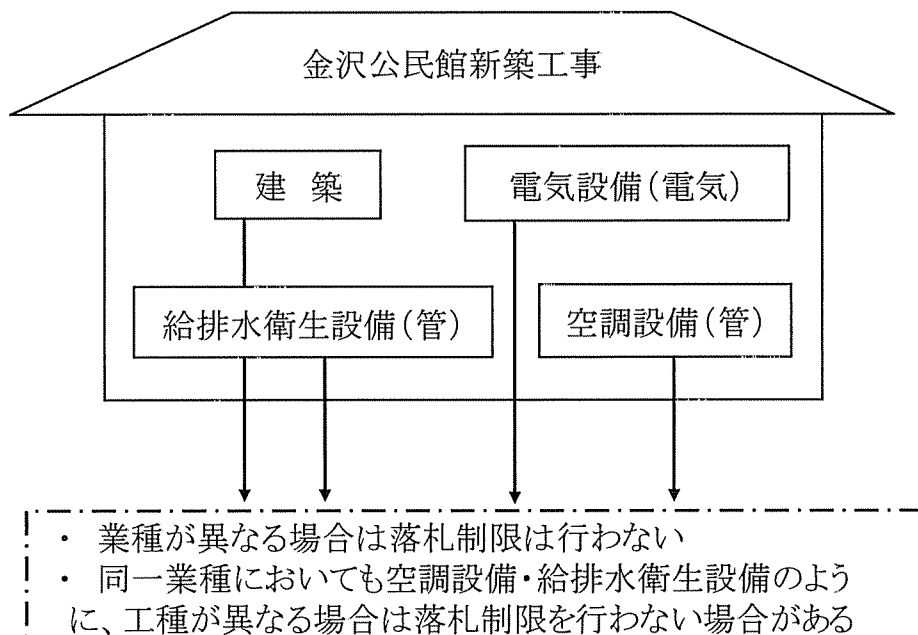 金沢公民館新築工事
建 築
電気設備(電気)
給排水衛生設備(管)
空調設備(管)
・ 業種が異なる場合は落札制限は行わない
・ 同一業種においても空調設備・給排水衛生設備のよう
に、工種が異なる場合は落札制限を行わない場合がある